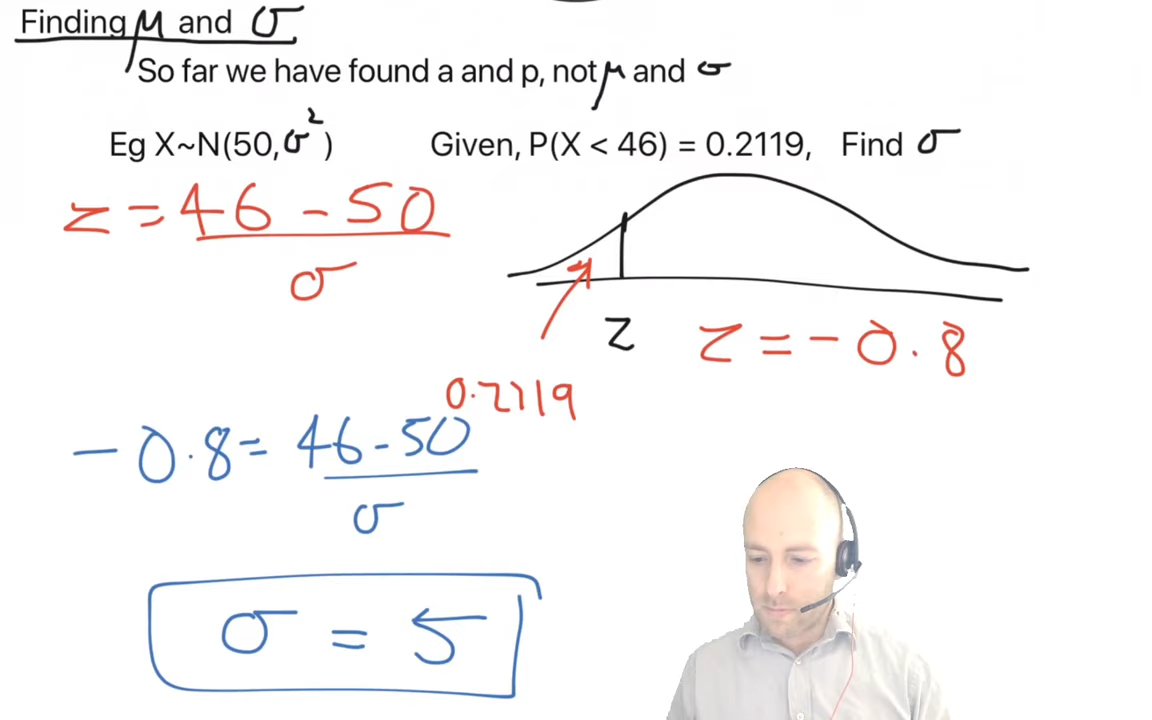 Finding μ and σ
So far we have found a and p, not μ and σ
Eg X~N(50, σ²) Given, P(X < 46) = 0.2119, Find σ
z = 46 - 50
σ
z
z = - 0.8
0.2119
- 0.8 = 46 - 50
σ
σ = 5